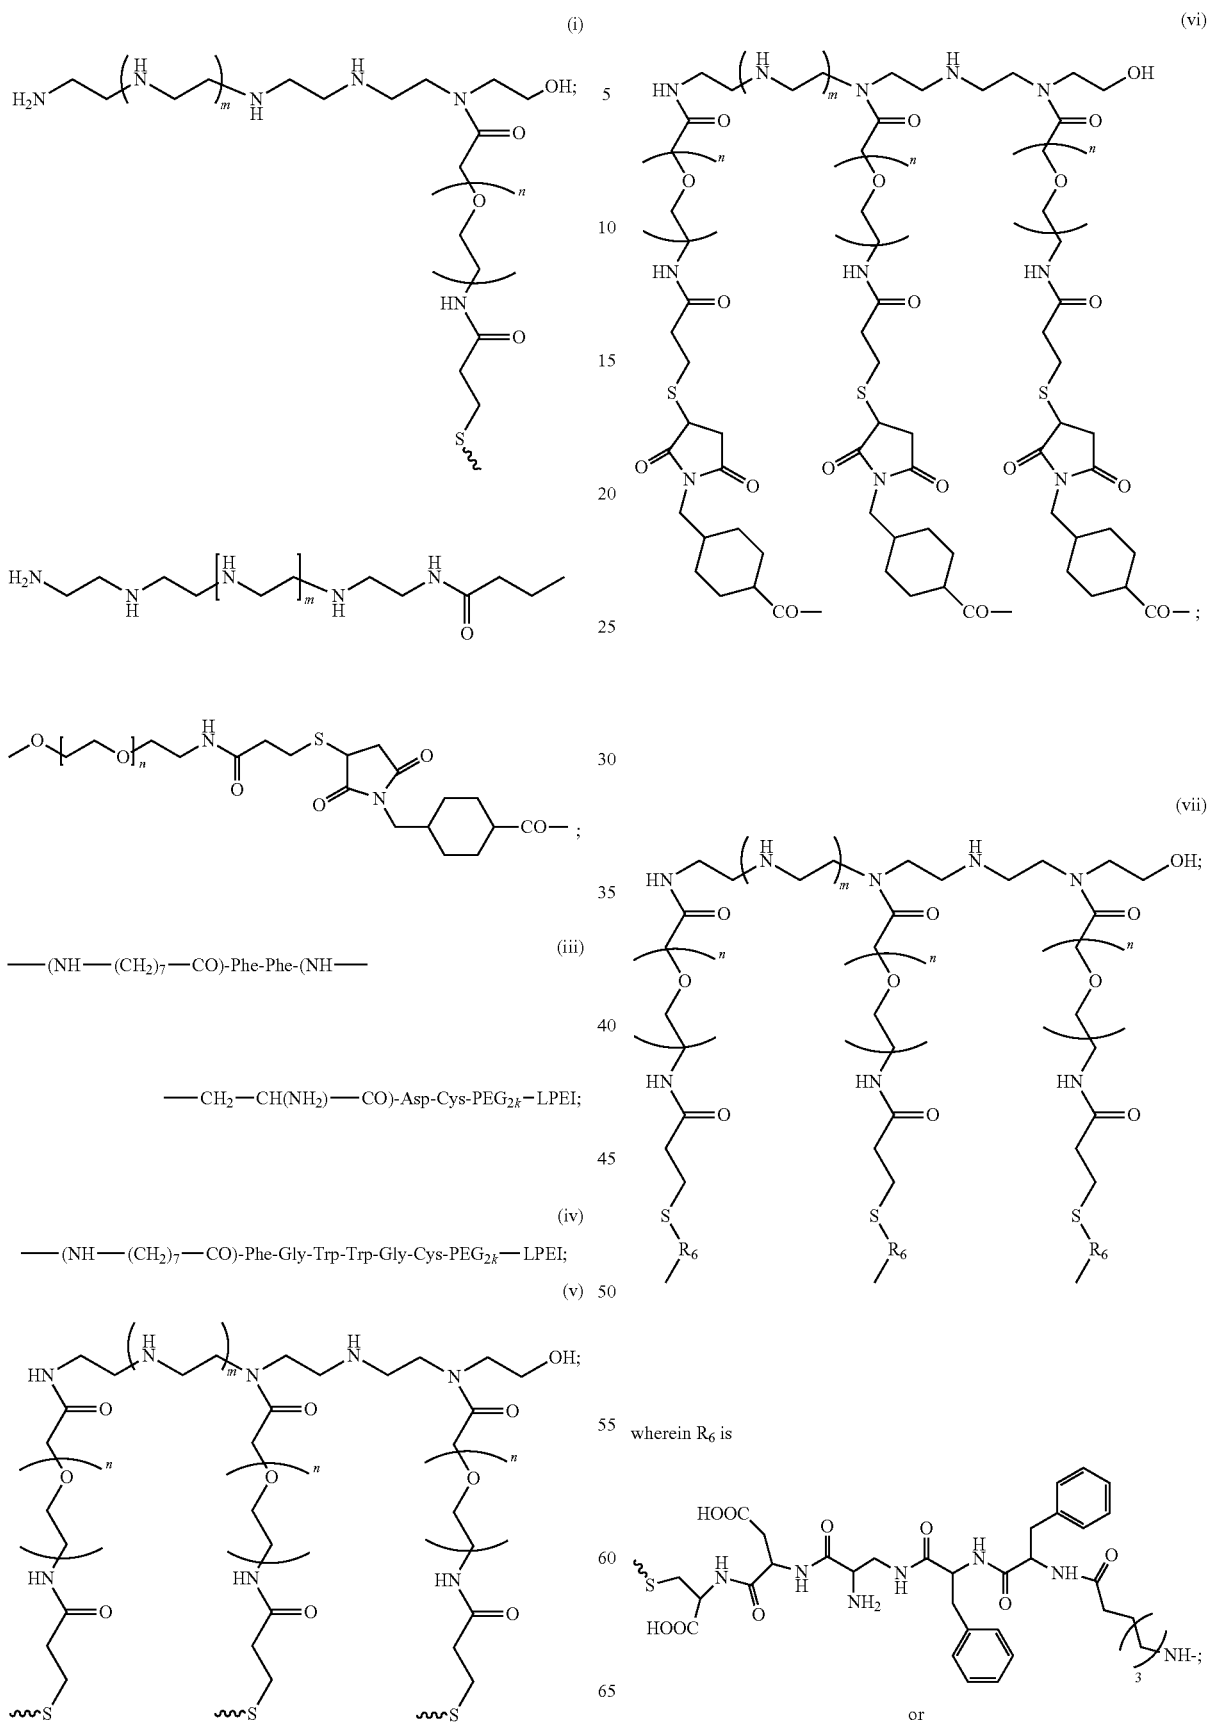 (i)
H2N
H
N
m
N
H
H
N
N
OH;
O
O
n
HN
O
S
H2N
N
H
H
N
m
N
H
H
N
O
O
O
n
H
N
O
S
O
O
N
CO— ;
(iii)
—(NH—(CH2)7—CO)-Phe-Phe-(NH—
—CH2—CH(NH2)—CO)-Asp-Cys-PEG2k—LPEI;
(iv)
—(NH—(CH2)7—CO)-Phe-Gly-Trp-Trp-Gly-Cys-PEG2k—LPEI;
(v)
HN
H
N
m
N
H
N
N
OH;
O
O
O
n
n
n
O
O
O
HN
HN
HN
O
O
O
S
S
S
5
10
15
20
25
30
35
40
45
50
55
60
65
(vi)
HN
H
N
m
N
H
N
N
OH
O
O
O
n
n
n
O
O
O
HN
HN
HN
O
O
O
S
S
S
O
N
O
O
N
O
O
N
O
CO—
CO—
CO— ;
(vii)
HN
H
N
m
N
H
N
N
OH;
O
O
O
n
n
n
O
O
O
HN
HN
HN
O
O
O
S
S
S
R6
R6
R6
wherein R6 is
S
HOOC
H
N
O
HOOC
N
H
O
NH2
N
H
O
H
N
O
NH
O
3
NH-;
or